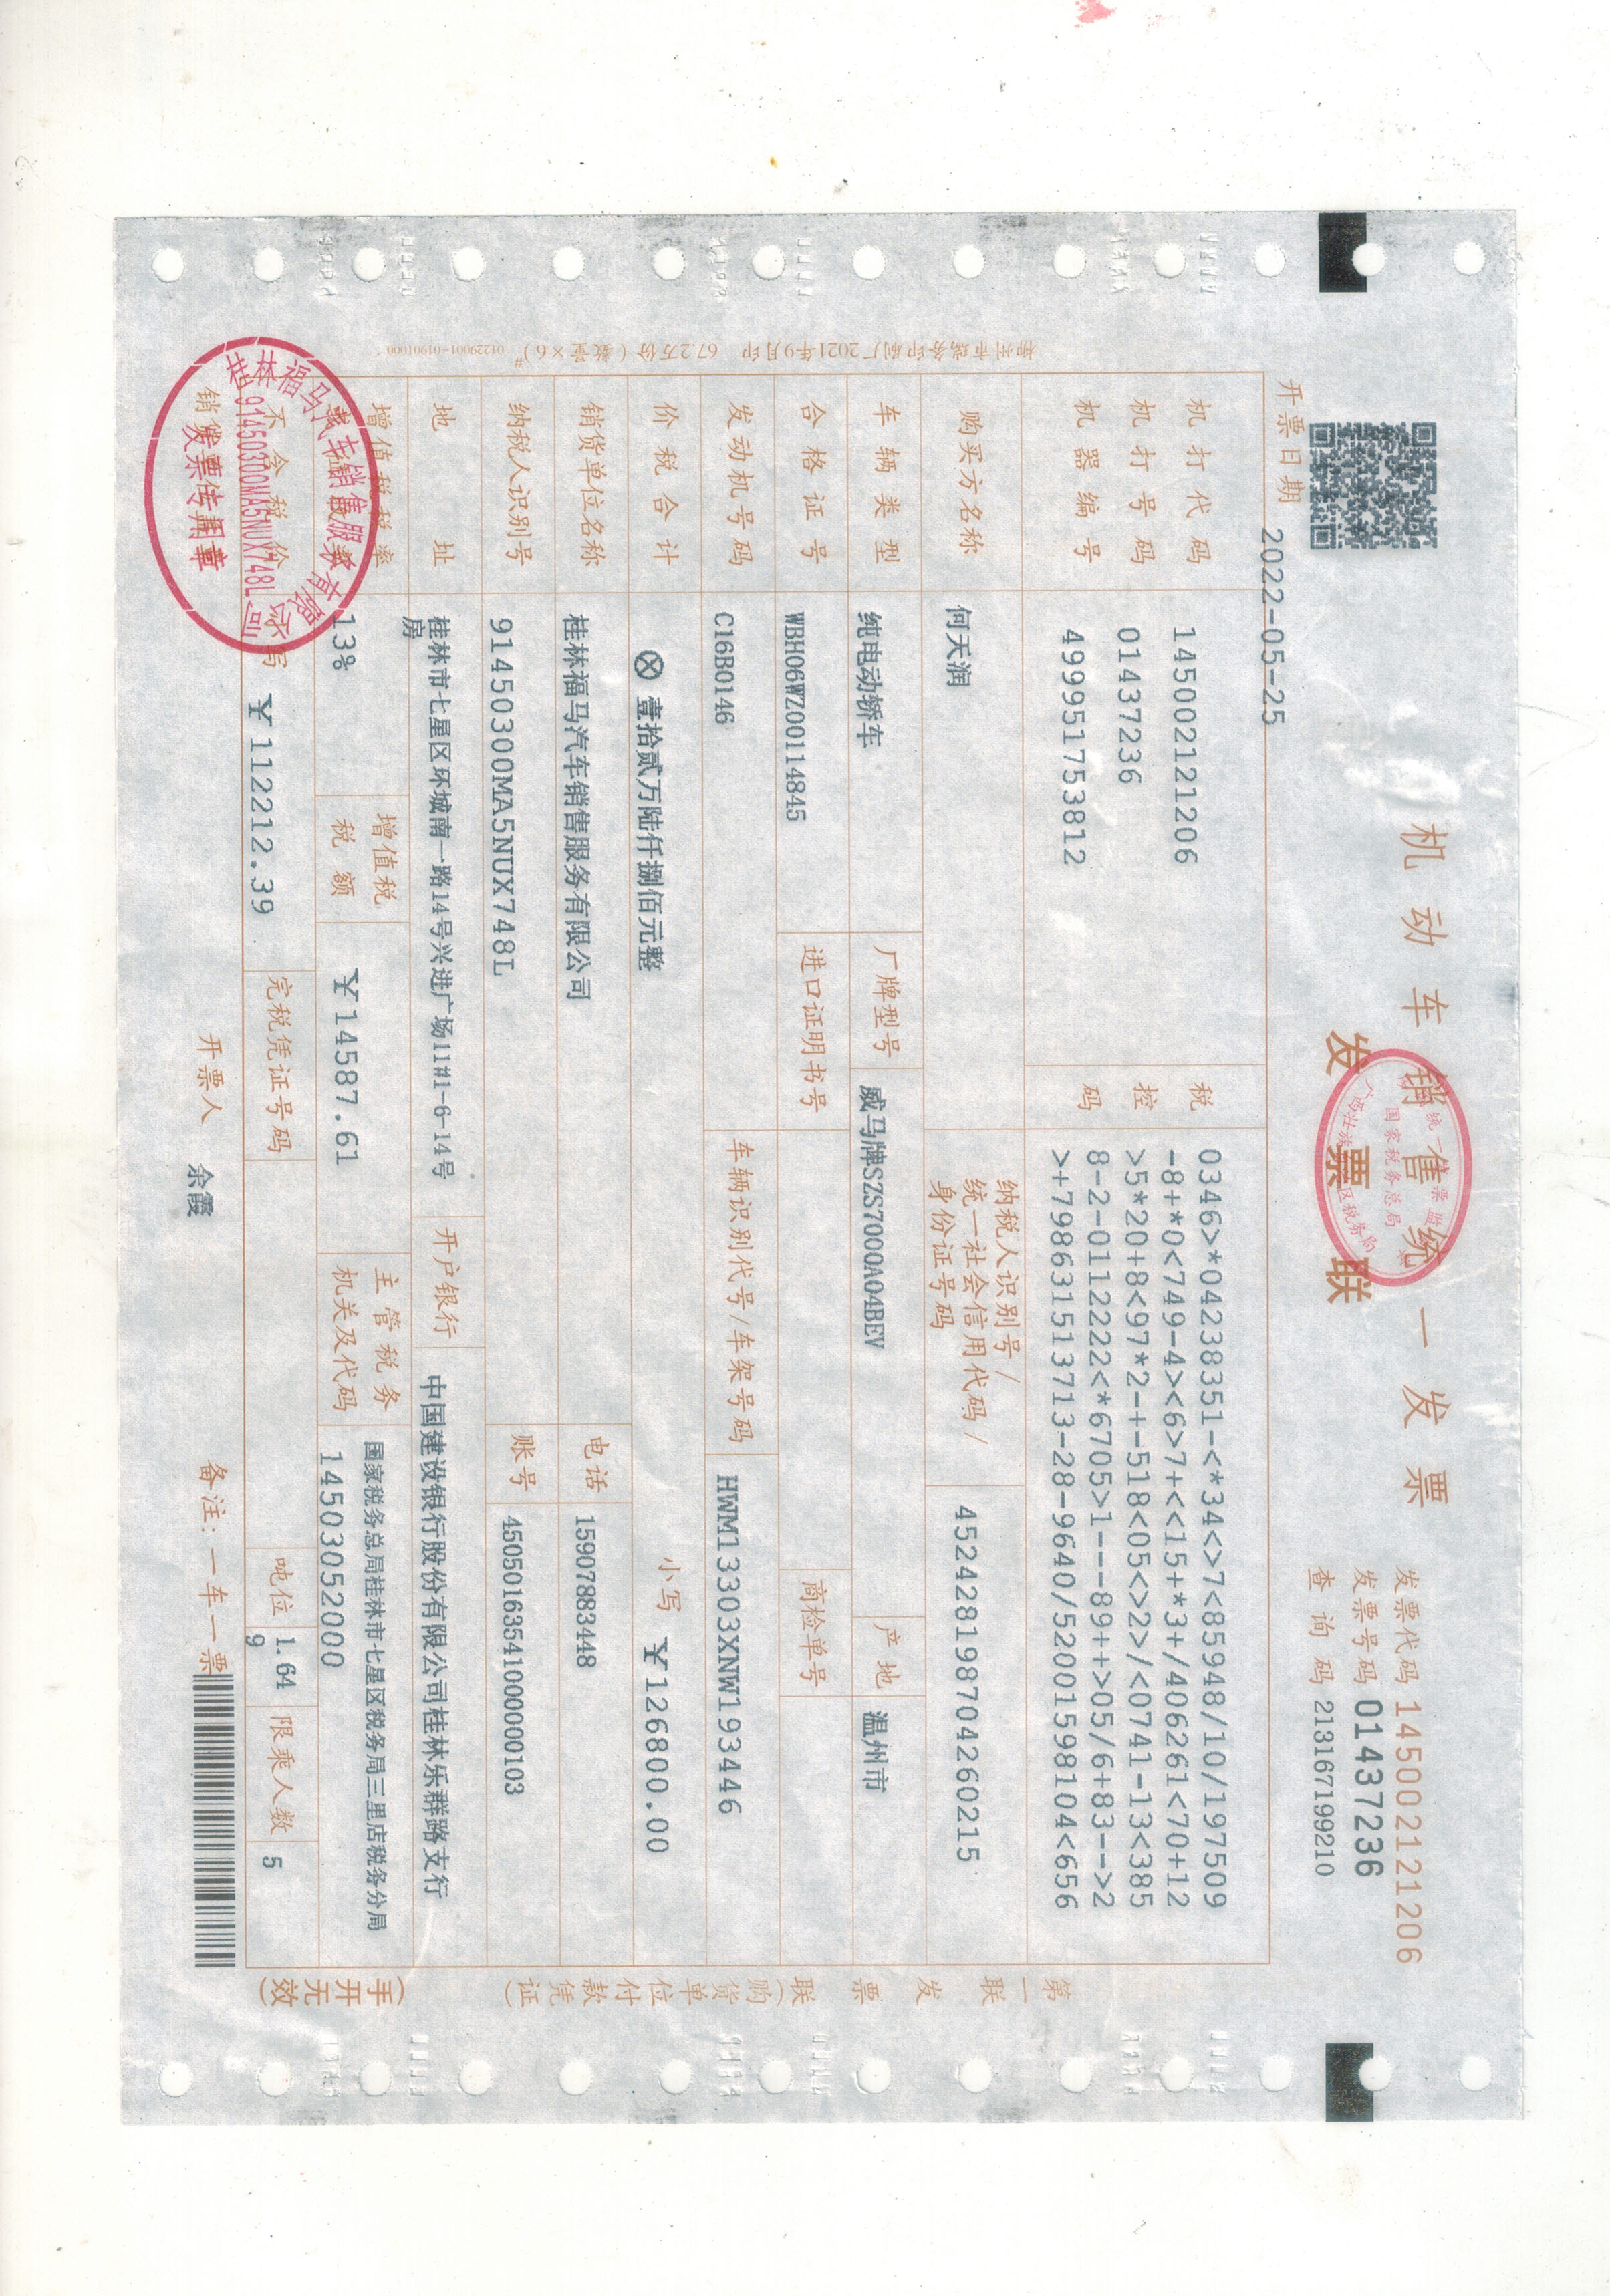 机动车销售统一发票
发票联
发票代码 145002121206
发票号码 01437236
查询码 213167199210
开票日期 2022-05-25
机打代码 145002121206
机打号码 01437236
机器编号 499951753812
税控码
0346>*04238351-<*34<>7<85948/10/197509
-8+*0<749-4><6>7+<<15+*3+/406261<70+12
>5*20+8<97*2-+-518<05<>2>/<0741-13<385
8-2-0112222<*6705>1---89++>05/6+83-->2
>+798631513713-28-9640/52001598104<656
购买方名称 何天润
纳税人识别号/
统一社会信用代码/
身份证号码
452428198704260215
车辆类型 纯电动轿车 厂牌型号 威马牌SZS7000A04BEV 产地 温州市
合格证号 WBH06WZ00114845 进口证明书号 商检单号
发动机号码 C16B0146 车辆识别代号/车架号码 HWM13303XNW193446
价税合计 ⊗壹拾贰万陆仟捌佰元整 小写 ¥126800.00
销货单位名称 桂林福马汽车销售服务有限公司 电话 15907883448
纳税人识别号 91450300MA5NUX748L 账号 45050163541000000103
地址 桂林市七星区环城南一路14号兴进广场11#1-6-14号
房
开户银行 中国建设银行股份有限公司桂林乐群路支行
增值税税率 13% 增值税税额 ¥14587.61 主管税务机关及代码
国家税务总局桂林市七星区税务局三里店税务分局
14503052000
不含税价 小写 ¥112212.39 完税凭证号码 吨位 1.64
9
限乘人数 5
开票人 余霞 备注：一车一票
第一联 发票联（购货单位付款凭证）（手开无效）
桂林福马汽车销售服务有限公司
91450300MA5NUX748L
发票专用章
国家税务总局